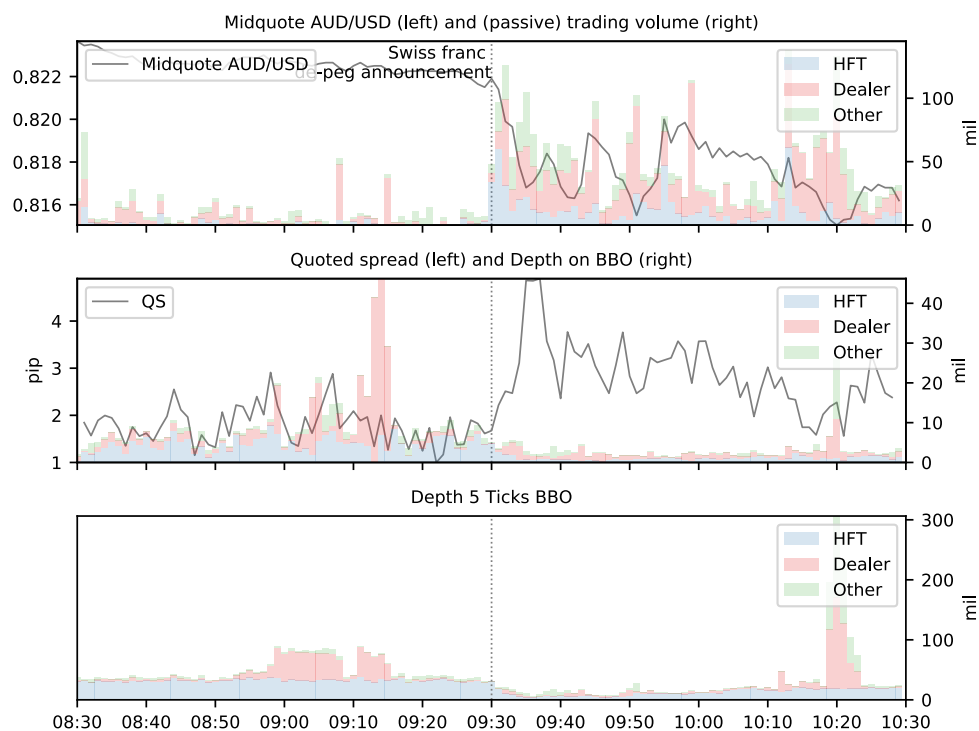 Midquote AUD/USD (left) and (passive) trading volume (right)
Midquote AUD/USD
Swiss franc
de-peg announcement
HFT
Dealer
Other
0.822
0.820
0.818
0.816
100
50
0
mil
Quoted spread (left) and Depth on BBO (right)
QS
HFT
Dealer
Other
4
3
2
1
pip
40
30
20
10
0
mil
Depth 5 Ticks BBO
HFT
Dealer
Other
300
200
100
0
mil
08:30 08:40 08:50 09:00 09:10 09:20 09:30 09:40 09:50 10:00 10:10 10:20 10:30